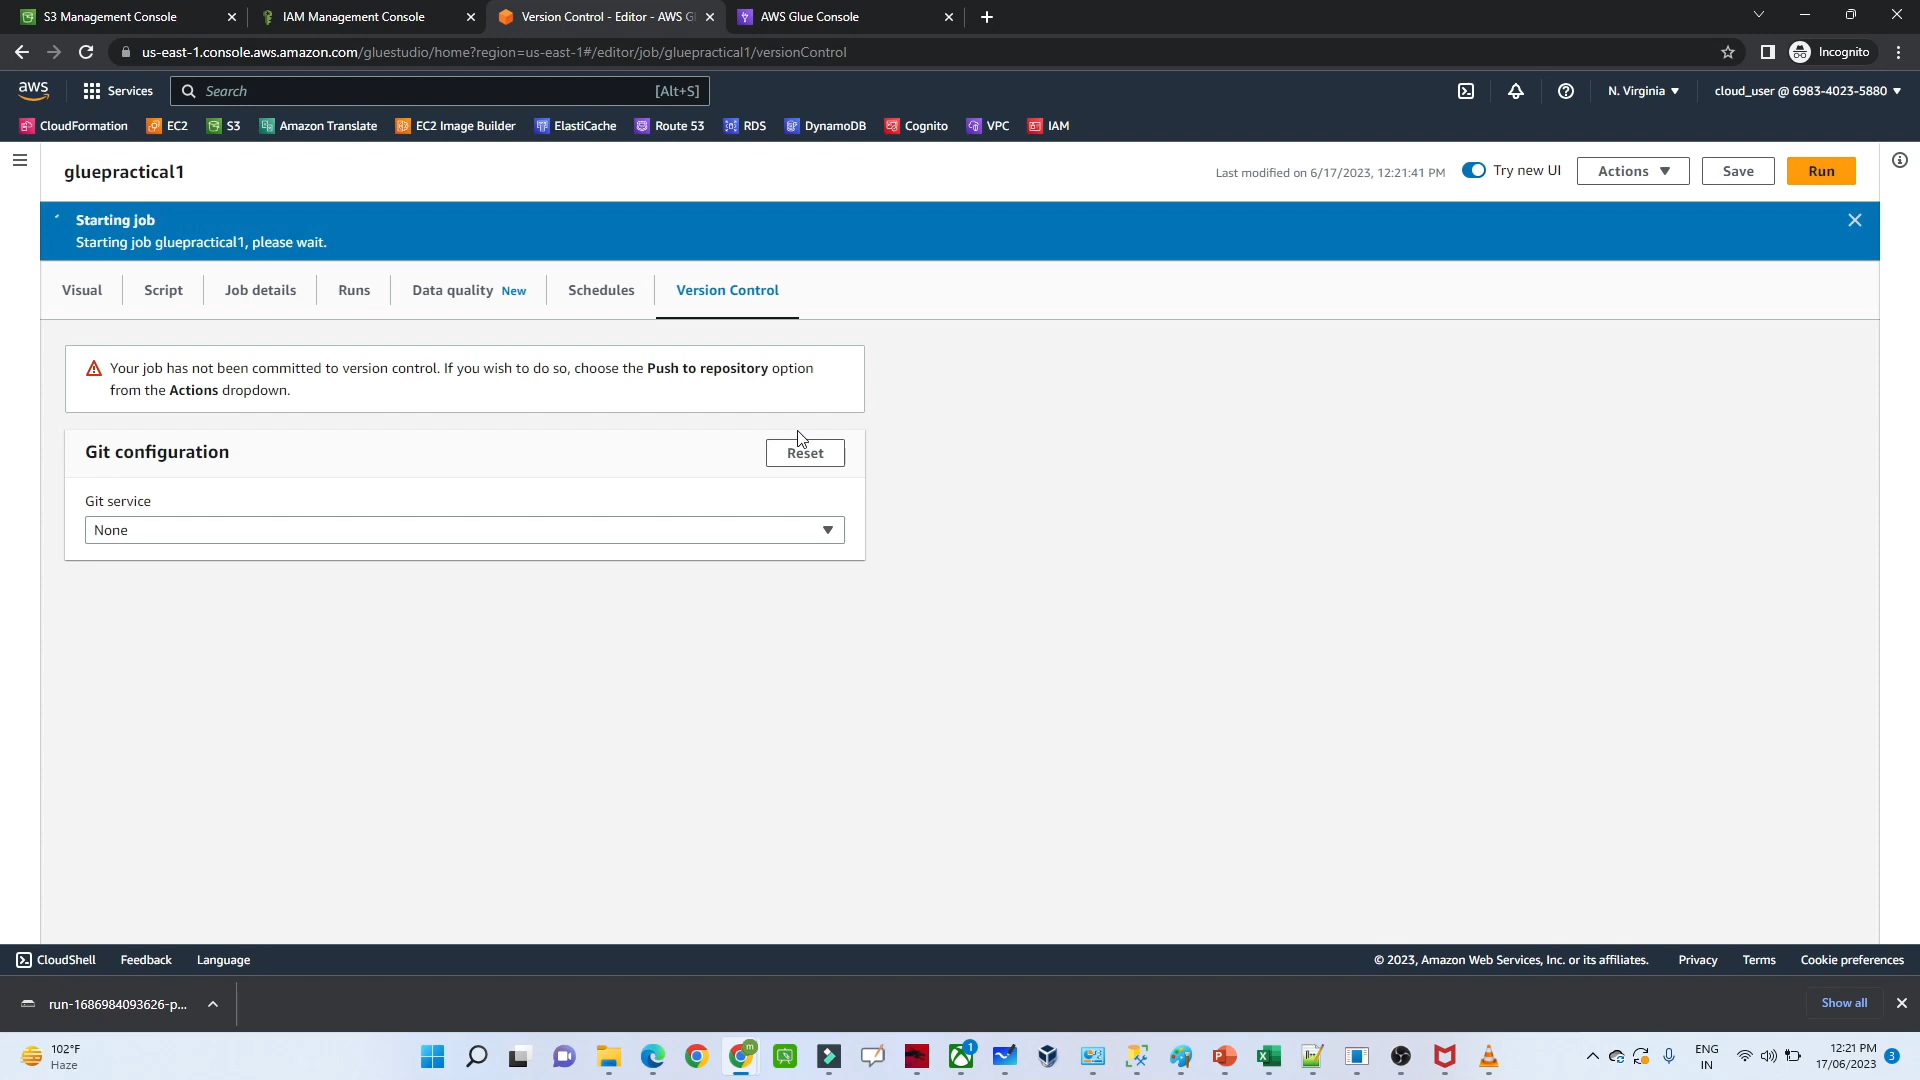 S3 Management Console
IAM Management Console
Version Control - Editor - AWS Gl
AWS Glue Console
us-east-1.console.aws.amazon.com/gluestudio/home?region=us-east-1#/editor/job/gluepractical1/versionControl
Incognito
aws
Services
Search
[Alt+S]
N. Virginia
cloud_user @ 6983-4023-5880
CloudFormation
EC2
S3
Amazon Translate
EC2 Image Builder
ElastiCache
Route 53
RDS
DynamoDB
Cognito
VPC
IAM
gluepractical1
Last modified on 6/17/2023, 12:21:41 PM
Try new UI
Actions
Save
Run
Starting job
Starting job gluepractical1, please wait.
Visual
Script
Job details
Runs
Data quality New
Schedules
Version Control
Your job has not been committed to version control. If you wish to do so, choose the Push to repository option
from the Actions dropdown.
Git configuration
Reset
Git service
None
CloudShell
Feedback
Language
© 2023, Amazon Web Services, Inc. or its affiliates.
Privacy
Terms
Cookie preferences
run-1686984093626-p...
Show all
102°F
Haze
m
1
ENG
IN
12:21 PM
17/06/2023
3